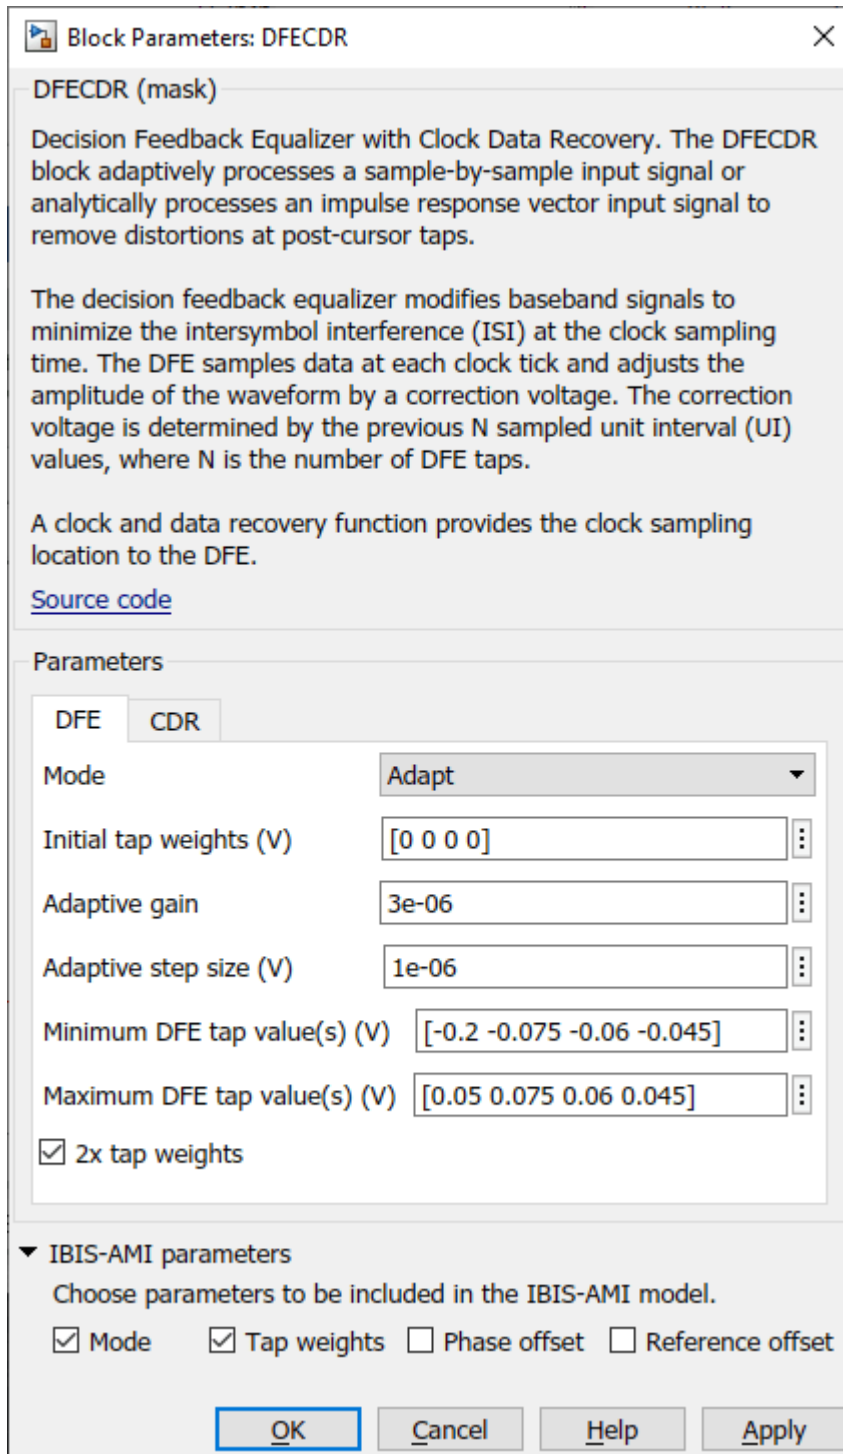 Block Parameters: DFECDR
DFECDR (mask)
Decision Feedback Equalizer with Clock Data Recovery. The DFECDR
block adaptively processes a sample-by-sample input signal or
analytically processes an impulse response vector input signal to
remove distortions at post-cursor taps.
The decision feedback equalizer modifies baseband signals to
minimize the intersymbol interference (ISI) at the clock sampling
time. The DFE samples data at each clock tick and adjusts the
amplitude of the waveform by a correction voltage. The correction
voltage is determined by the previous N sampled unit interval (UI)
values, where N is the number of DFE taps.
A clock and data recovery function provides the clock sampling
location to the DFE.
Source code
Parameters
DFE CDR
Mode Adapt
Initial tap weights (V) [0 0 0 0]
Adaptive gain 3e-06
Adaptive step size (V) 1e-06
Minimum DFE tap value(s) (V) [-0.2 -0.075 -0.06 -0.045]
Maximum DFE tap value(s) (V) [0.05 0.075 0.06 0.045]
2x tap weights
IBIS-AMI parameters
Choose parameters to be included in the IBIS-AMI model.
Mode Tap weights Phase offset Reference offset
OK Cancel Help Apply